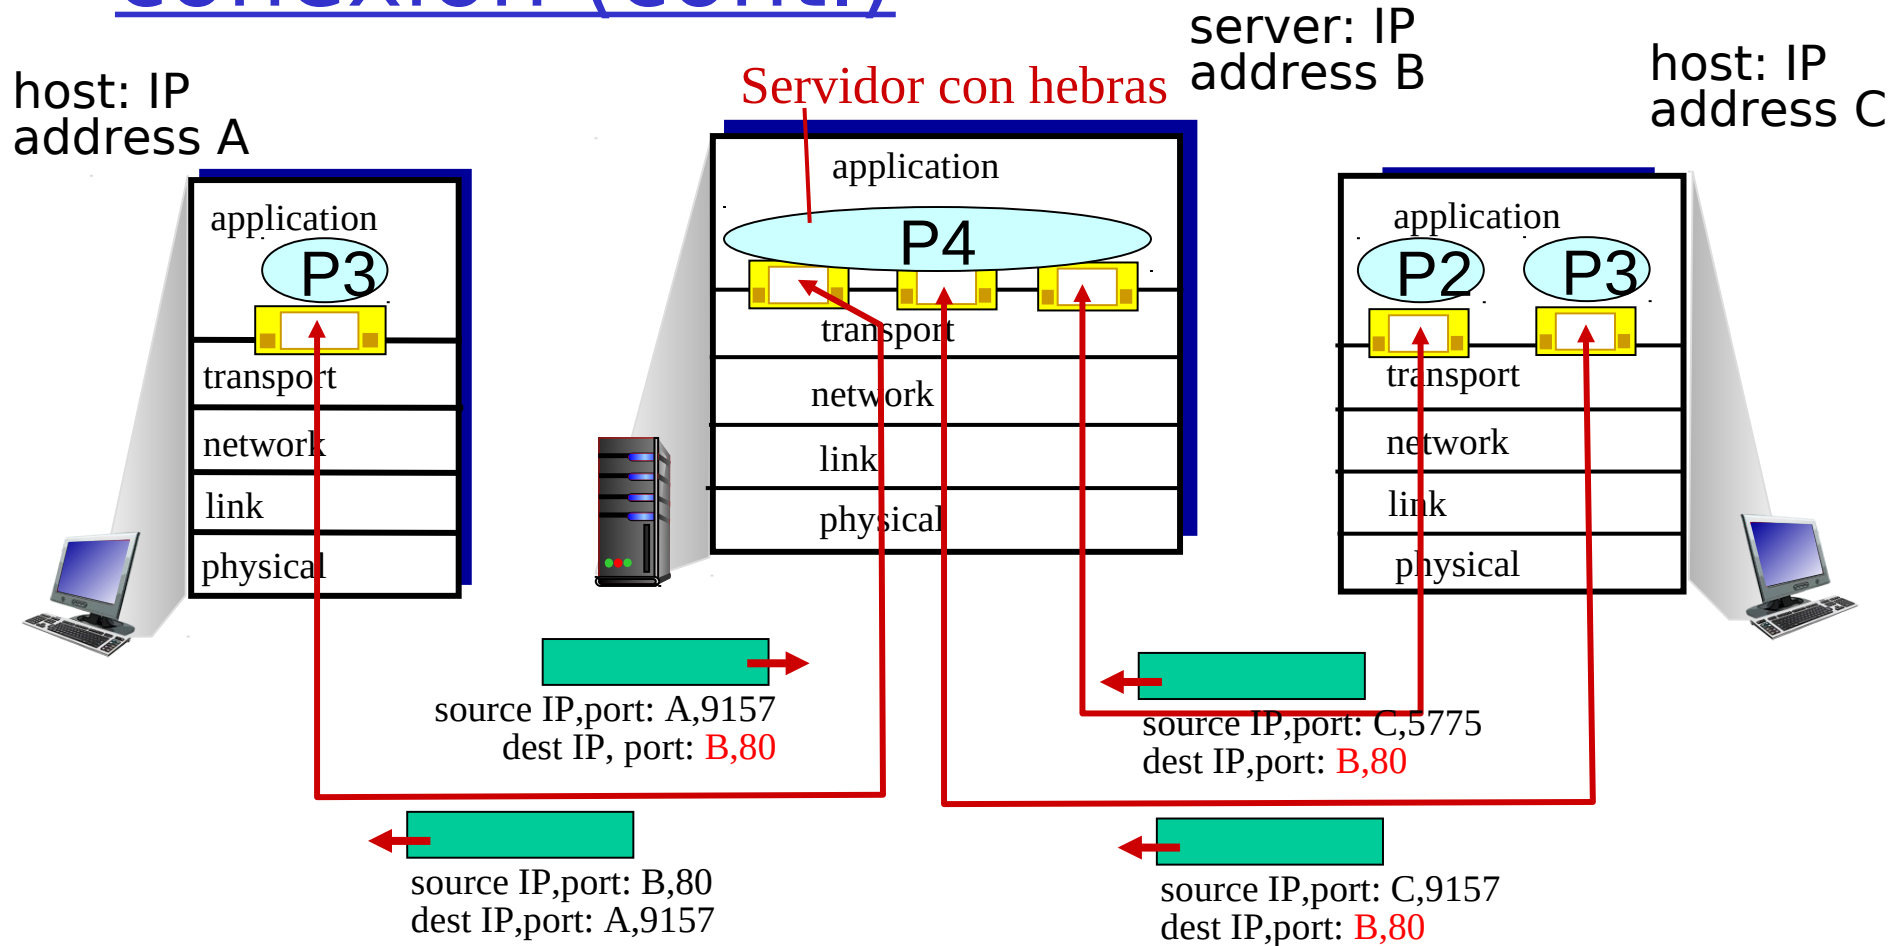 conexión (cont.)
host: IP
address A
Servidor con hebras
server: IP
address B
host: IP
address C
application
P3
transport
network
link
physical
application
P4
transport
network
link
physical
application
P2
P3
transport
network
link
physical
source IP,port: A,9157
dest IP, port: B,80
source IP,port: B,80
dest IP,port: A,9157
source IP,port: C,5775
dest IP,port: B,80
source IP,port: C,9157
dest IP,port: B,80